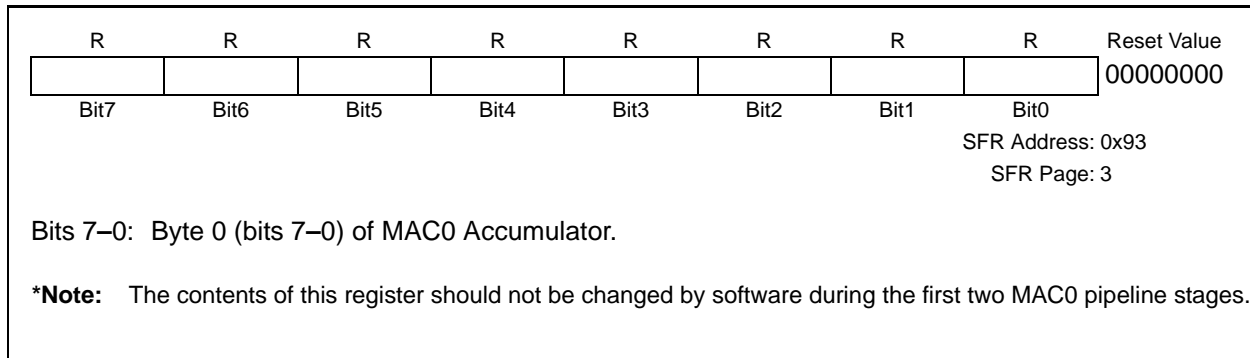 R R R R R R R R Reset Value
00000000
Bit7 Bit6 Bit5 Bit4 Bit3 Bit2 Bit1 Bit0
SFR Address: 0x93
SFR Page: 3
Bits 7–0: Byte 0 (bits 7–0) of MAC0 Accumulator.
*Note: The contents of this register should not be changed by software during the first two MAC0 pipeline stages.